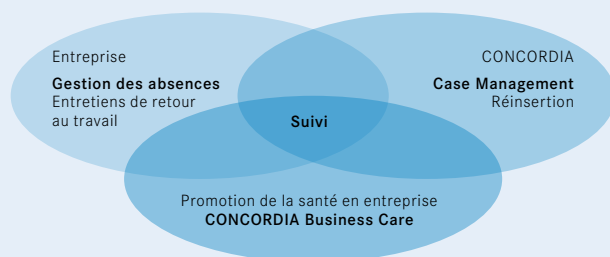 Entreprise
Gestion des absences
Entretiens de retour
au travail
CONCORDIA
Case Management
Réinsertion
Suivi
Promotion de la santé en entreprise
CONCORDIA Business Care